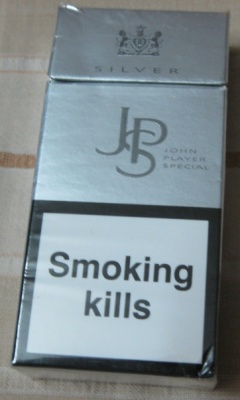 SILVER
JPS
JOHN
PLAYER
SPECIAL
Smoking
kills